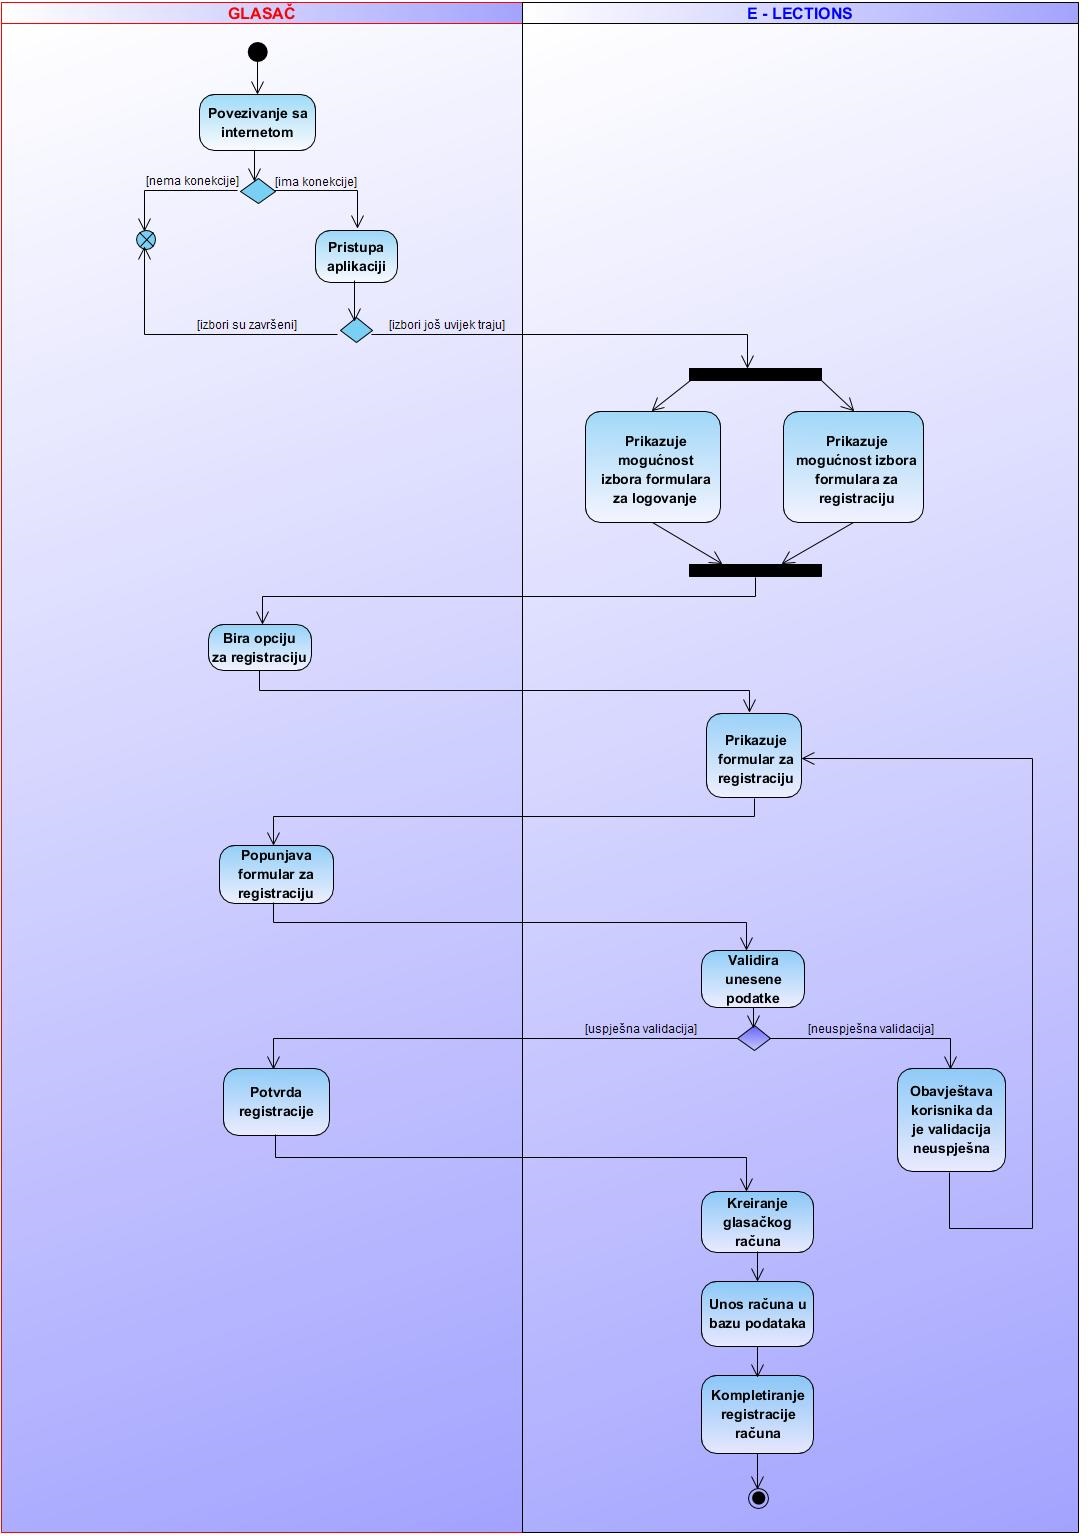 GLASAČ
E - LECTIONS
Povezivanje sa
internetom
[nema konekcije]
[ima konekcije]
Pristupa
aplikaciji
[izbori su završeni]
[izbori još uvijek traju]
Prikazuje
mogućnost
izbora formulara
za logovanje
Prikazuje
mogućnost izbora
formulara za
registraciju
Bira opciju
za registraciju
Prikazuje
formular za
registraciju
Popunjava
formular za
registraciju
Validira
unesene
podatke
[uspješna validacija]
[neuspješna validacija]
Potvrda
registracije
Obavještava
korisnika da
je validacija
neuspješna
Kreiranje
glasačkog
računa
Unos računa u
bazu podataka
Kompletiranje
registracije
računa